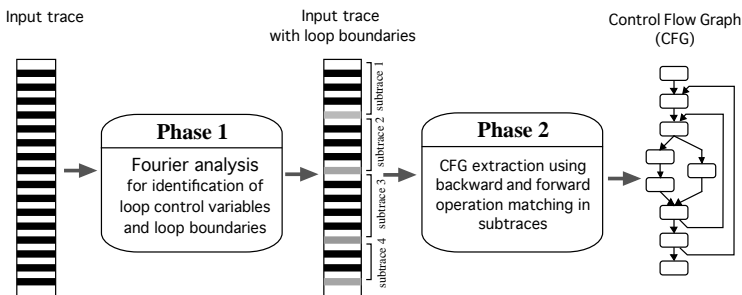 Input trace
Input trace
with loop boundaries
Control Flow Graph
(CFG)
subtrace 1
subtrace 2
subtrace 3
subtrace 4
Phase 1
Fourier analysis
for identification of
loop control variables
and loop boundaries
Phase 2
CFG extraction using
backward and forward
operation matching in
subtraces